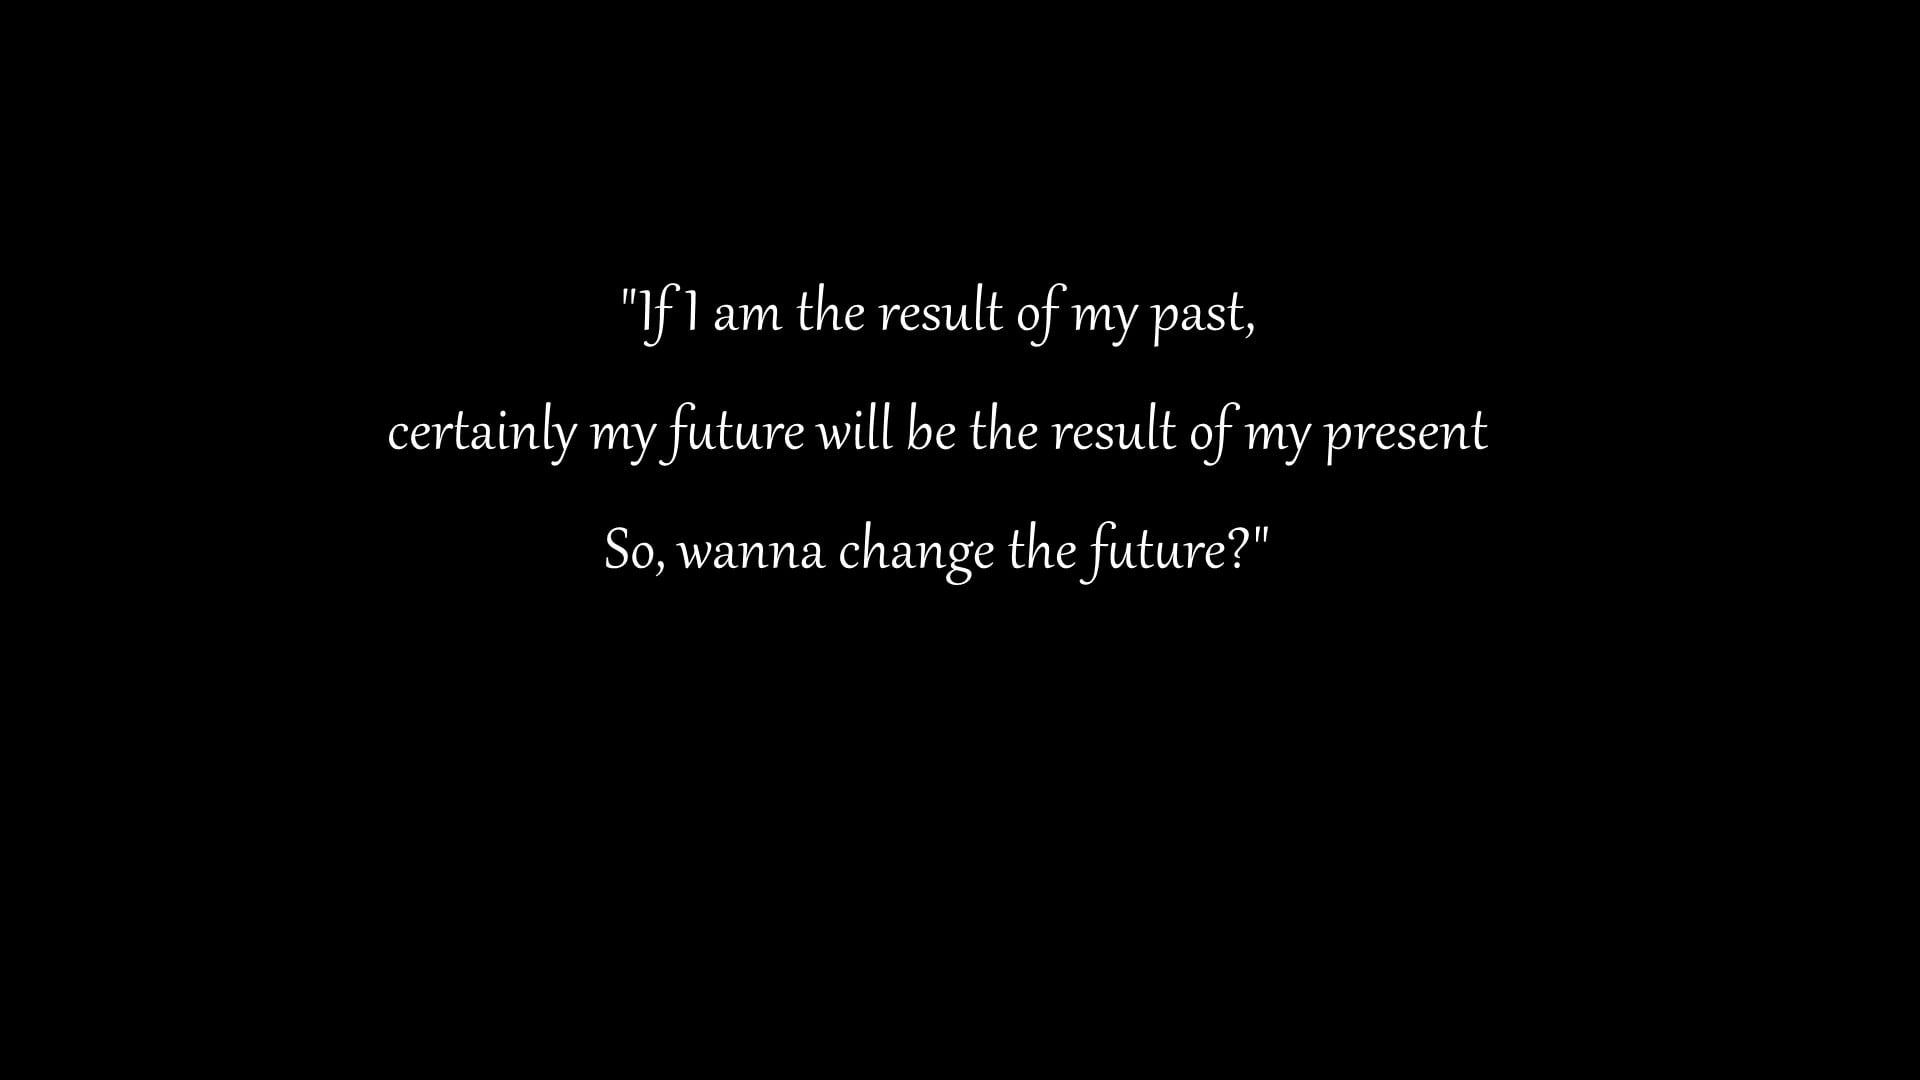 "If I am the result of my past,
certainly my future will be the result of my present
So, wanna change the future?"